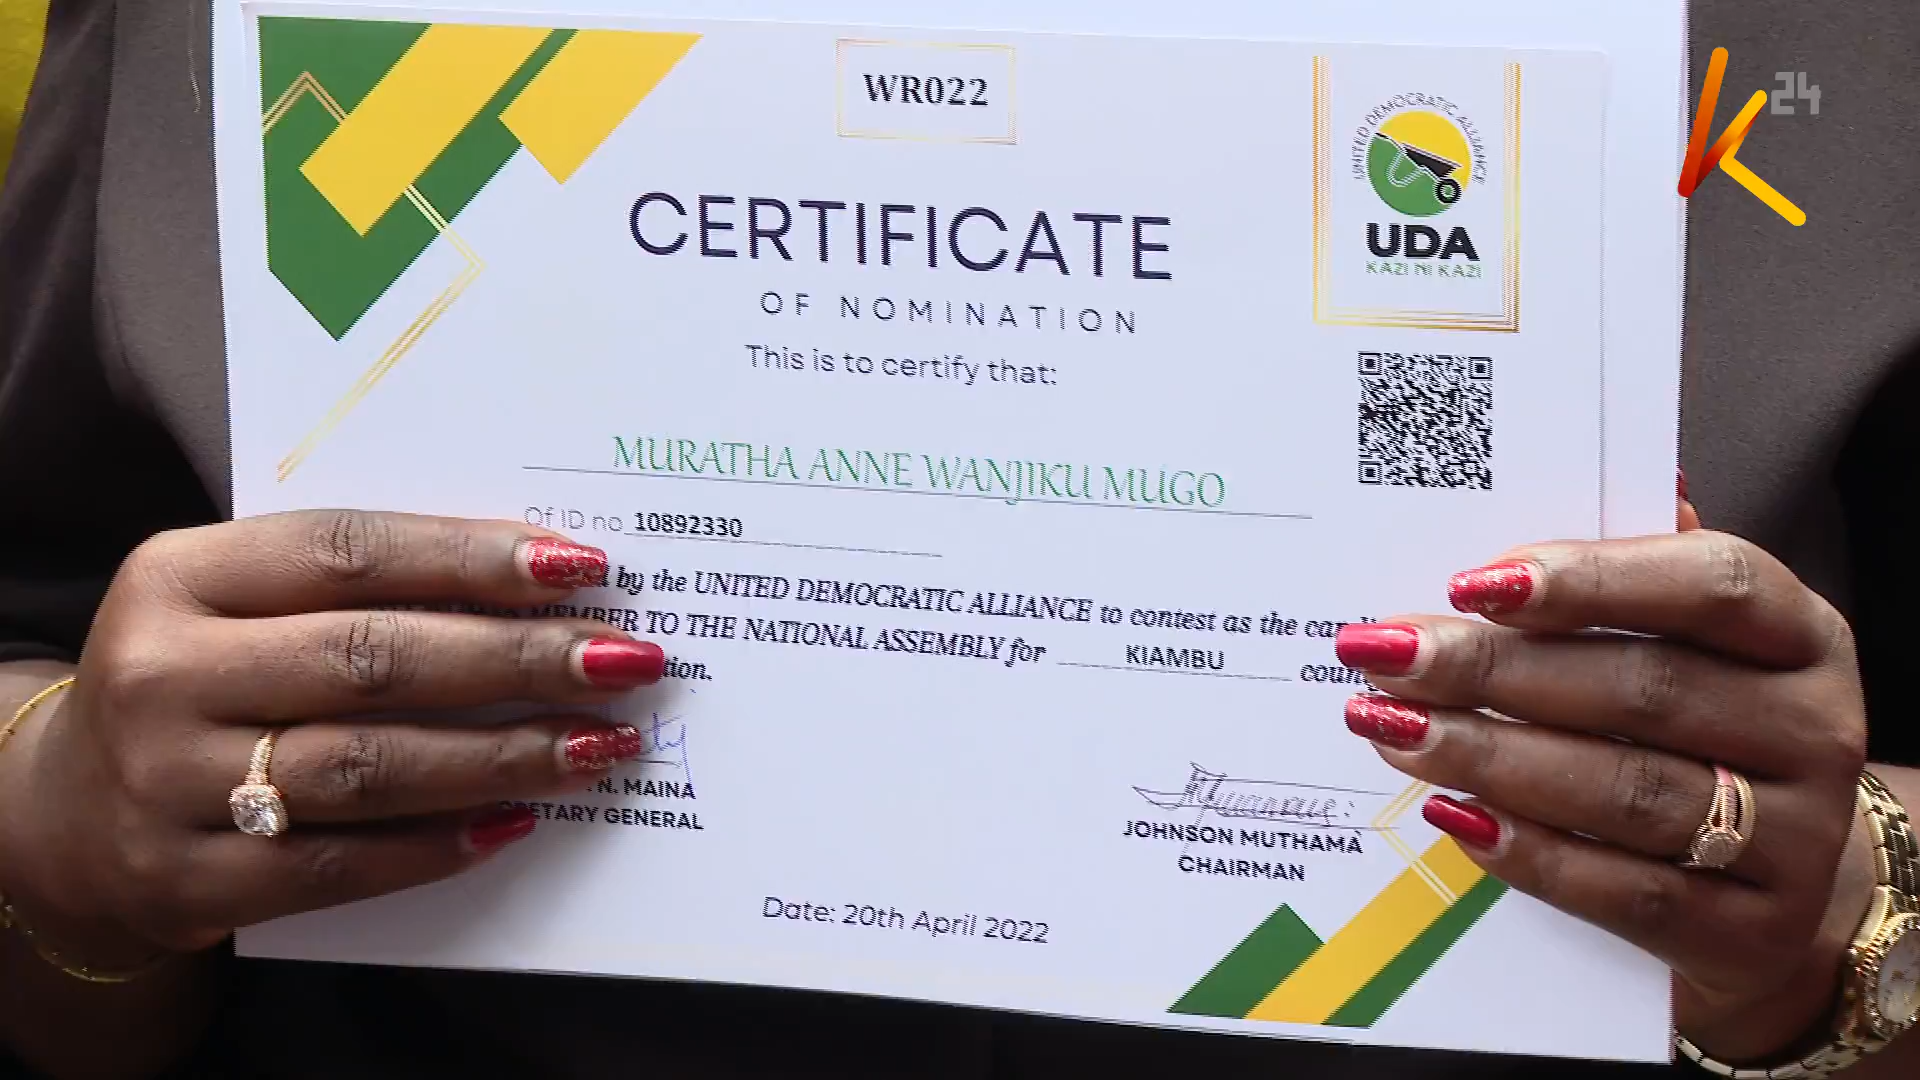 WR022
K24
UNITED DEMOCRATIC ALLIANCE
UDA
KAZI NI KAZI
CERTIFICATE
OF NOMINATION
This is to certify that:
MURATHA ANNE WANJIKU MUGO
Of ID no 10892330
by the UNITED DEMOCRATIC ALLIANCE to contest as the
MEMBER TO THE NATIONAL ASSEMBLY for KIAMBU
N. MAINA
GENERAL
JOHNSON MUTHAMA
CHAIRMAN
Date: 20th April 2022